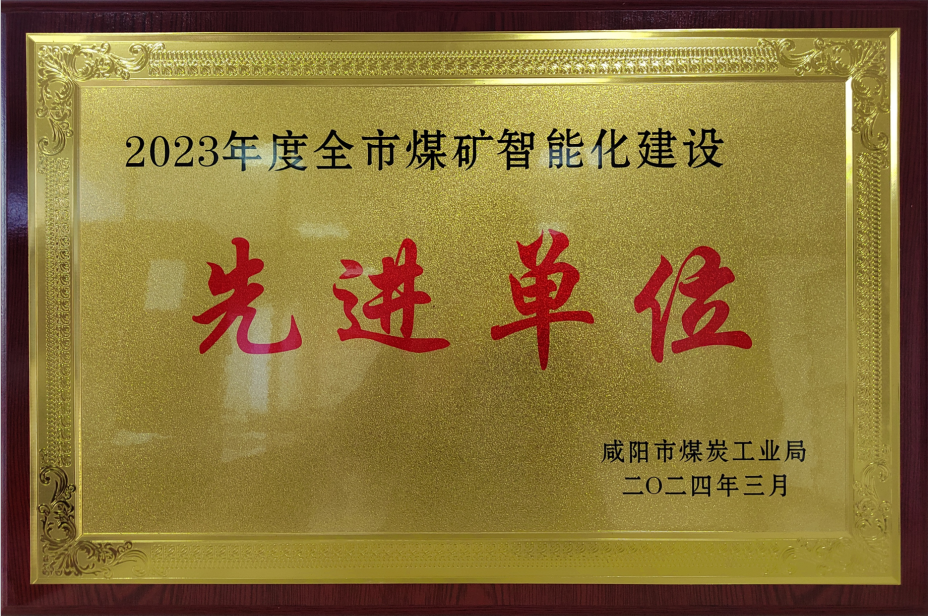 2023年度全市煤矿智能化建设
先进单位
咸阳市煤炭工业局
二〇二四年三月